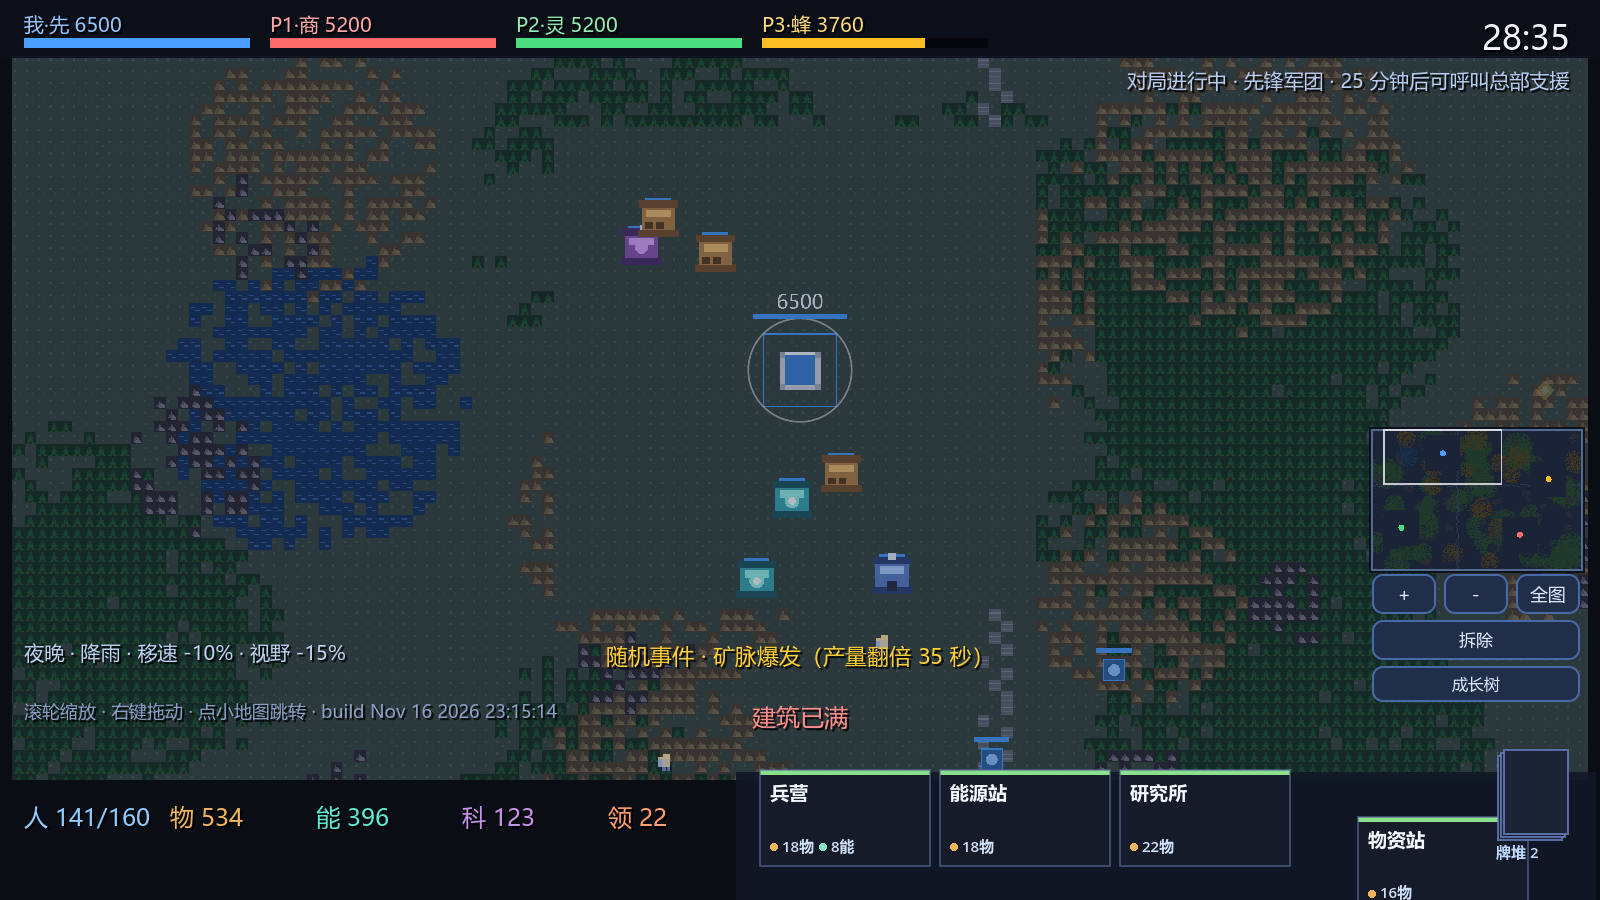 我·先 6500
P1·商 5200
P2·灵 5200
P3·蜂 3760
28:35
对局进行中 · 先锋军团 · 25 分钟后可呼叫总部支援
6500
+
-
全图
拆除
成长树
夜晚 · 降雨 · 移速 -10% · 视野 -15%
随机事件 · 矿脉爆发（产量翻倍 35 秒）
滚轮缩放 · 右键拖动 · 点小地图跳转 · build Nov 16 2026 23:15:14
建筑已满
人 141/160
物 534
能 396
科 123
领 22
兵营
18物
8能
能源站
18物
研究所
22物
物资站
16物
牌堆 2